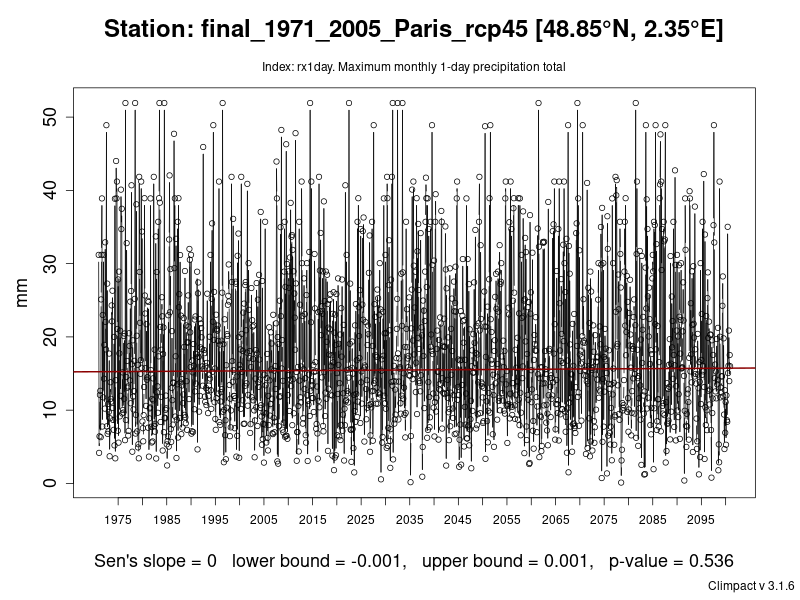 Station: final_1971_2005_Paris_rcp45 [48.85°N, 2.35°E]
Index: rx1day. Maximum monthly 1-day precipitation total
50
40
30
20
10
0
mm
1975 1985 1995 2005 2015 2025 2035 2045 2055 2065 2075 2085 2095
Sen's slope = 0 lower bound = -0.001, upper bound = 0.001, p-value = 0.536
Climpact v 3.1.6